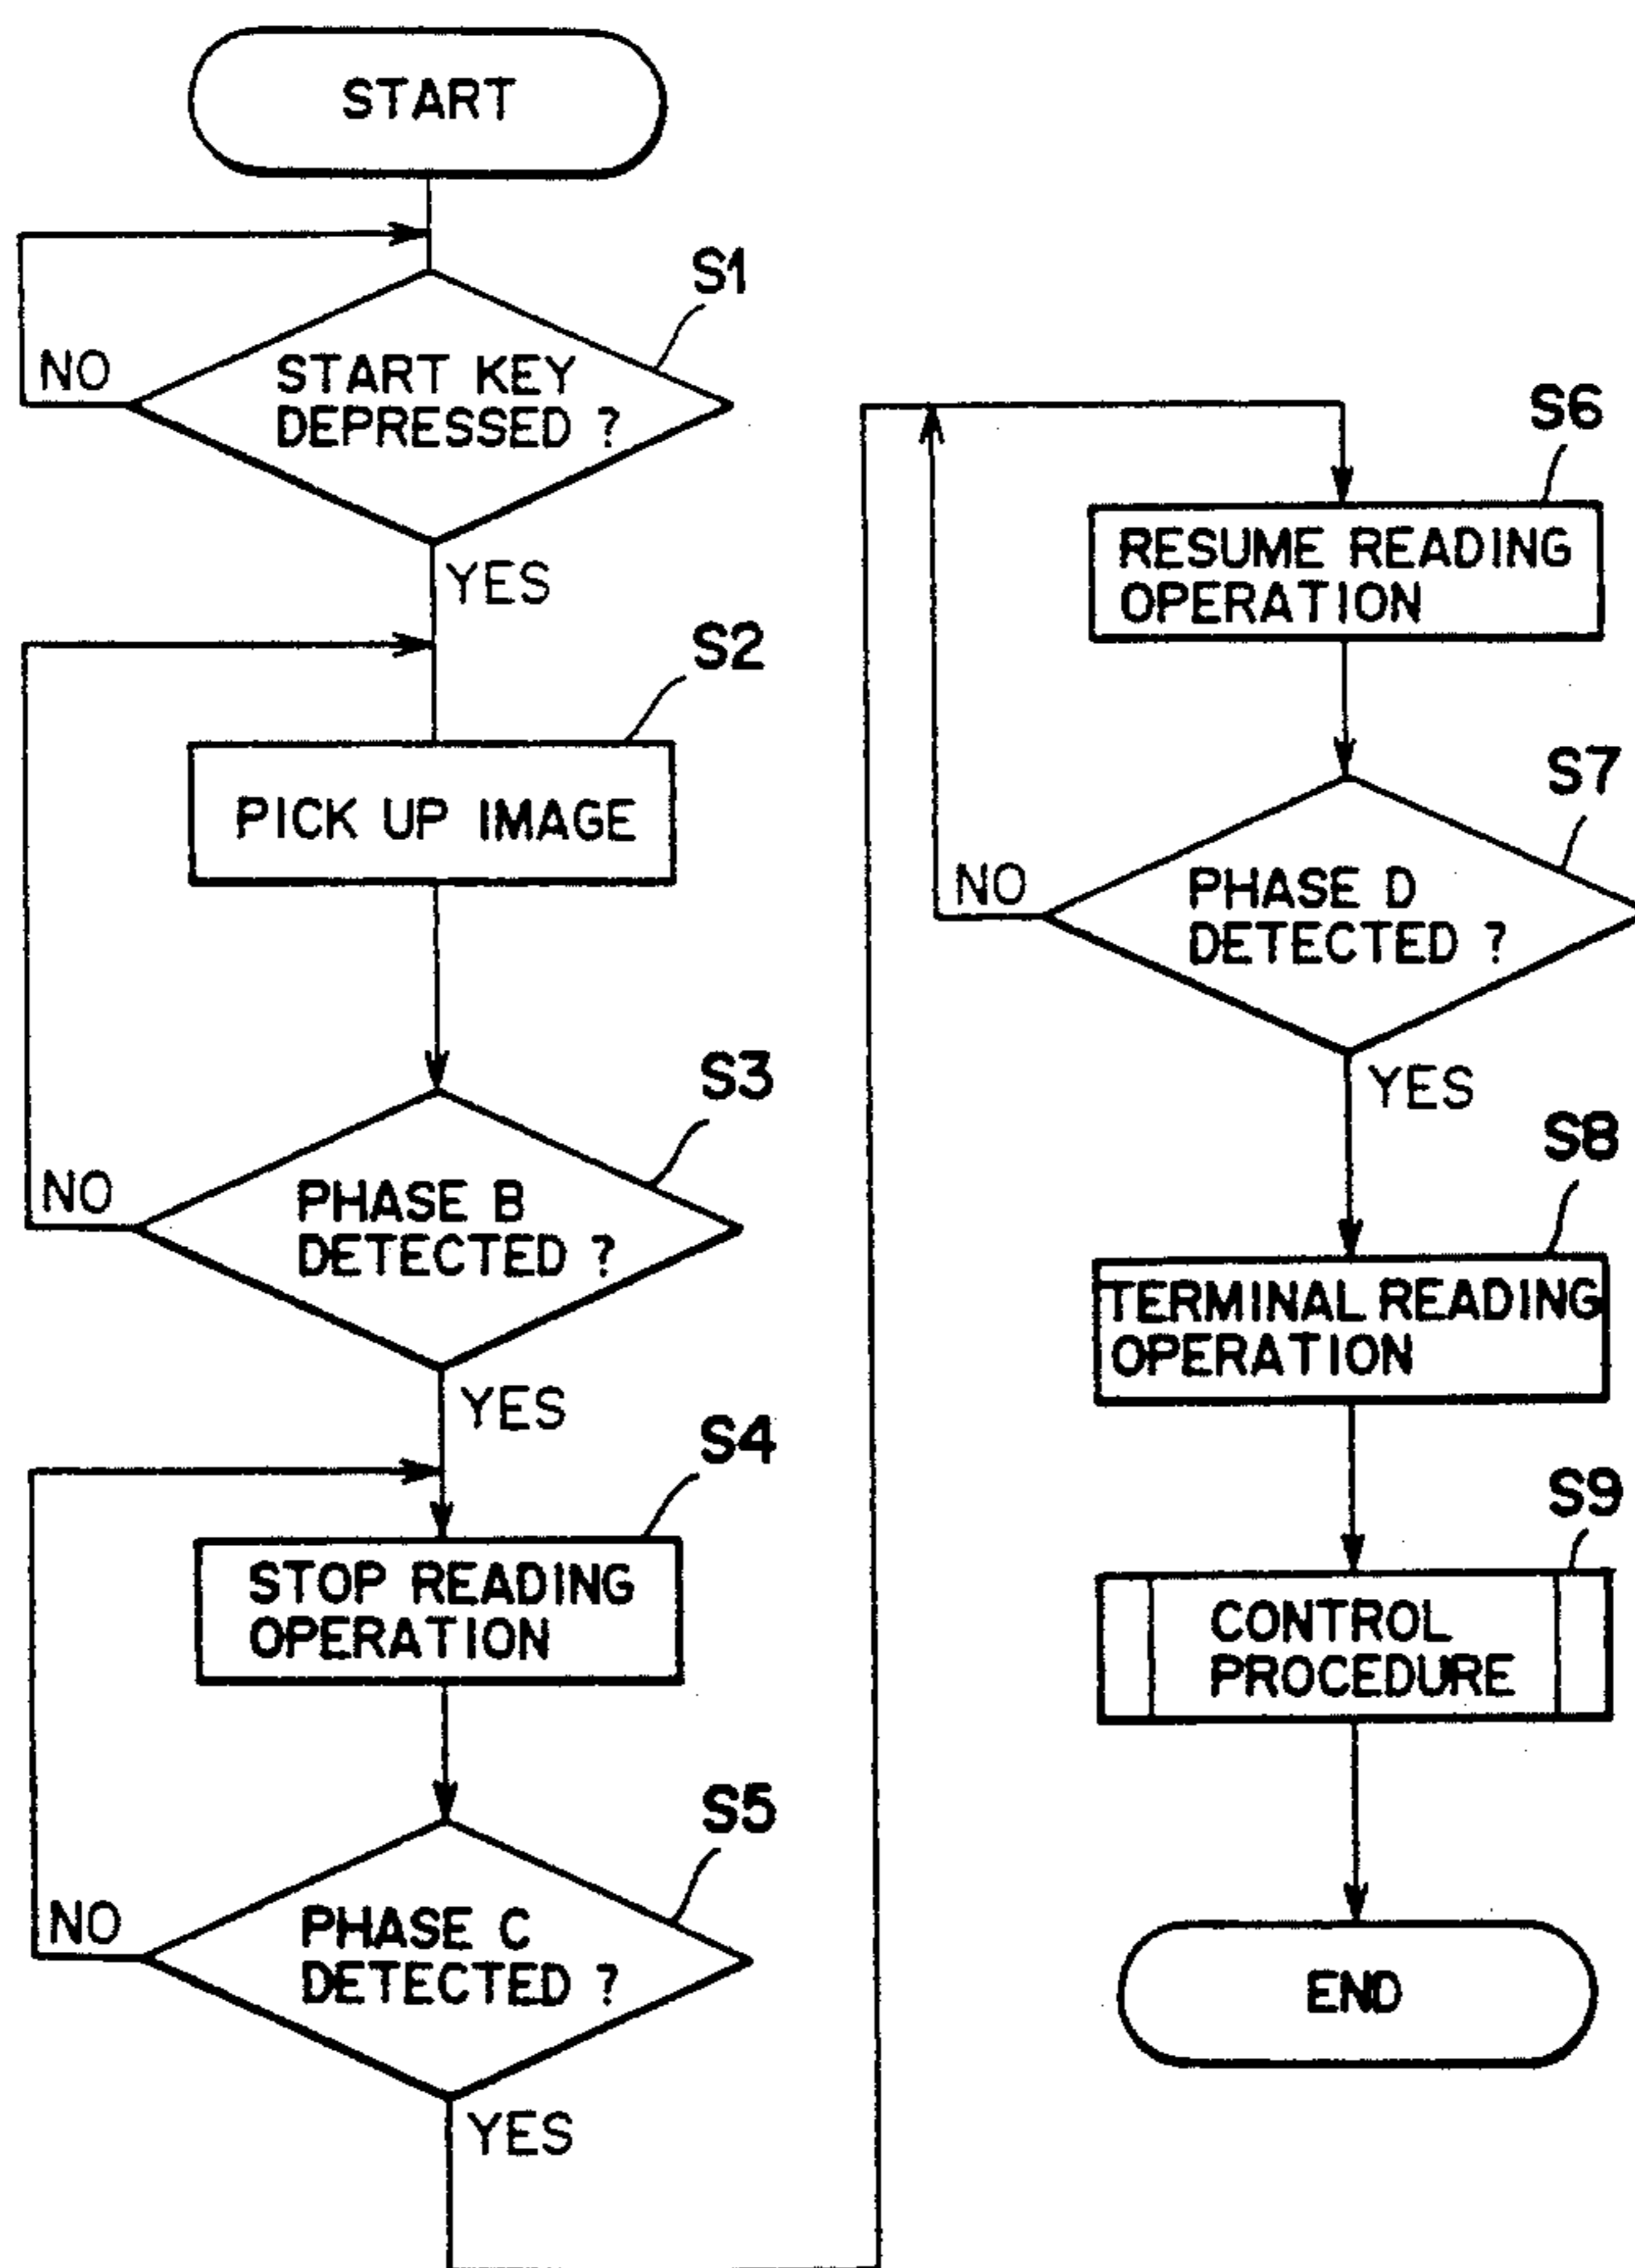 START
S1
START KEY
DEPRESSED ?
NO
YES
S2
PICK UP IMAGE
S3
PHASE B
DETECTED ?
NO
YES
S4
STOP READING
OPERATION
S5
PHASE C
DETECTED ?
NO
YES
S6
RESUME READING
OPERATION
S7
PHASE D
DETECTED ?
NO
YES
S8
TERMINAL READING
OPERATION
S9
CONTROL
PROCEDURE
END